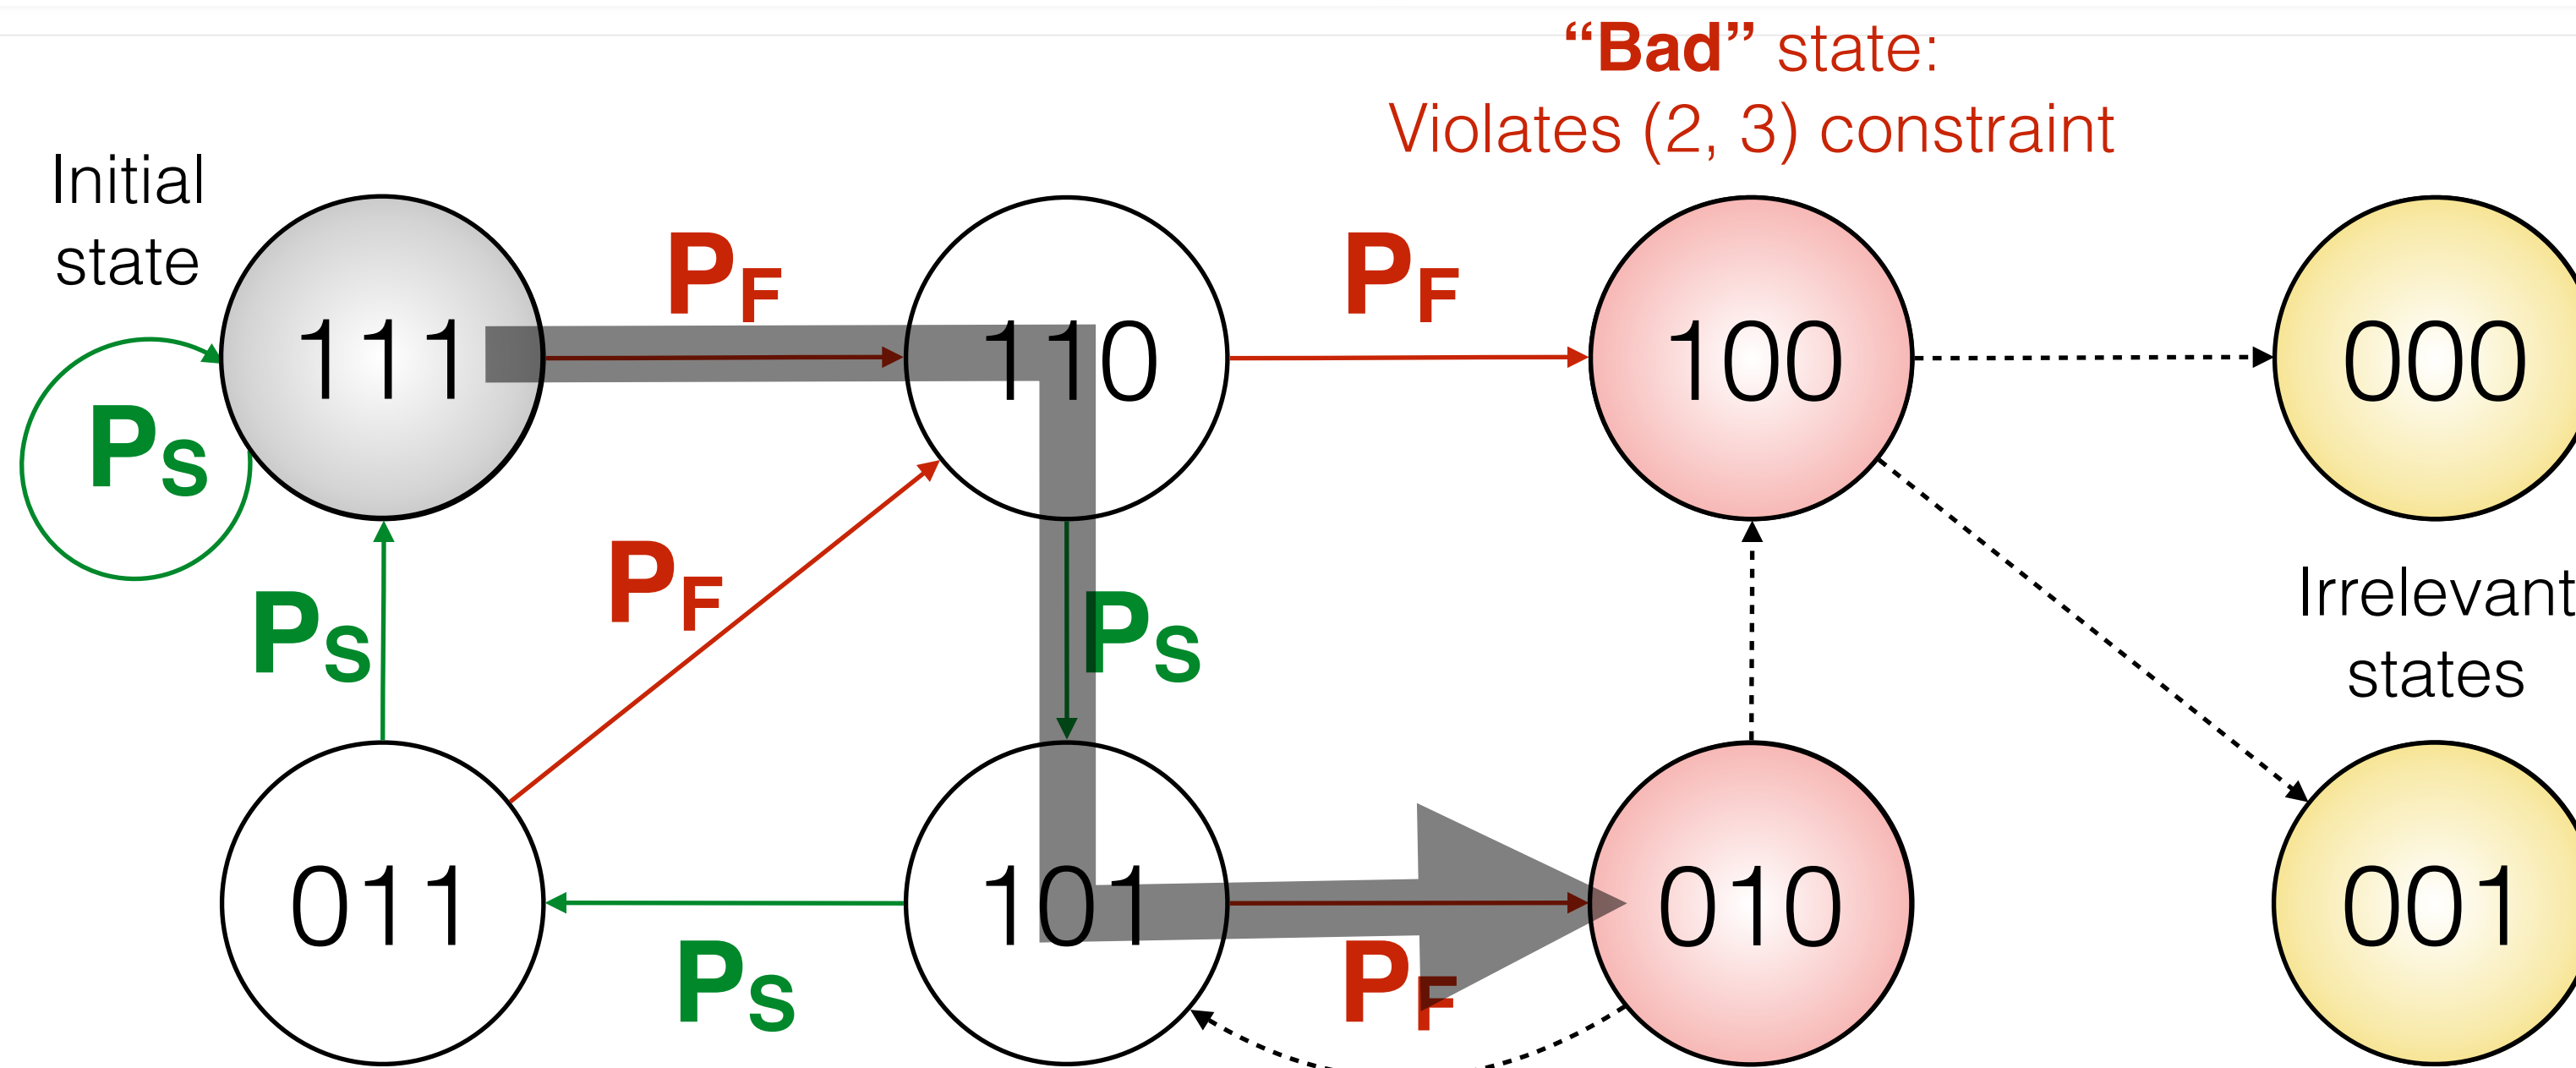 “Bad” state:
Violates (2, 3) constraint
Initial
state
111
PF
110
PF
100
000
PS
PS
PF
PS
Irrelevant
states
011
PS
101
PF
010
001